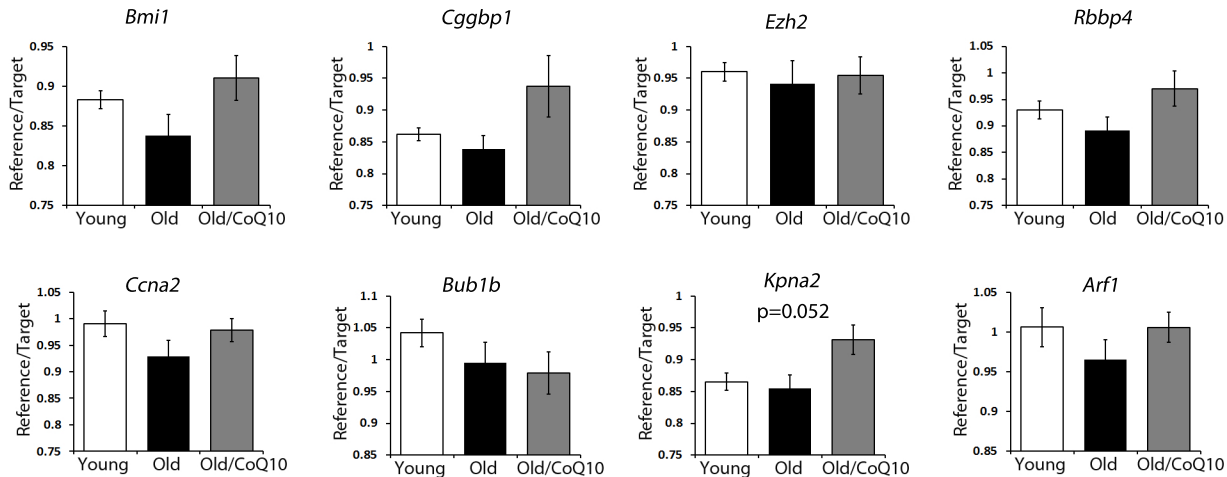 Bmi1
Reference/Target
0.95
0.9
0.85
0.8
0.75
Young Old Old/CoQ10
Cggbp1
Reference/Target
1
0.95
0.9
0.85
0.8
0.75
Young Old Old/CoQ10
Ezh2
Reference/Target
1
0.95
0.9
0.85
0.8
0.75
Young Old Old/CoQ10
Rbbp4
Reference/Target
1.05
1
0.95
0.9
0.85
0.8
0.75
Young Old Old/CoQ10
Ccna2
Reference/Target
1.05
1
0.95
0.9
0.85
0.8
0.75
Young Old Old/CoQ10
Bub1b
Reference/Target
1.1
1.05
1
0.95
0.9
0.85
Young Old Old/CoQ10
Kpna2
p=0.052
Reference/Target
1
0.95
0.9
0.85
0.8
0.75
Young Old Old/CoQ10
Arf1
Reference/Target
1.05
1
0.95
0.9
0.85
Young Old Old/CoQ10